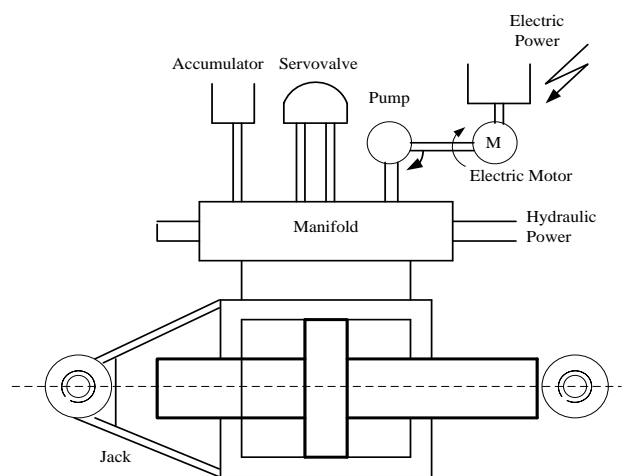 Electric
Power
Accumulator
Servovalve
Pump
M
Electric Motor
Manifold
Hydraulic
Power
Jack